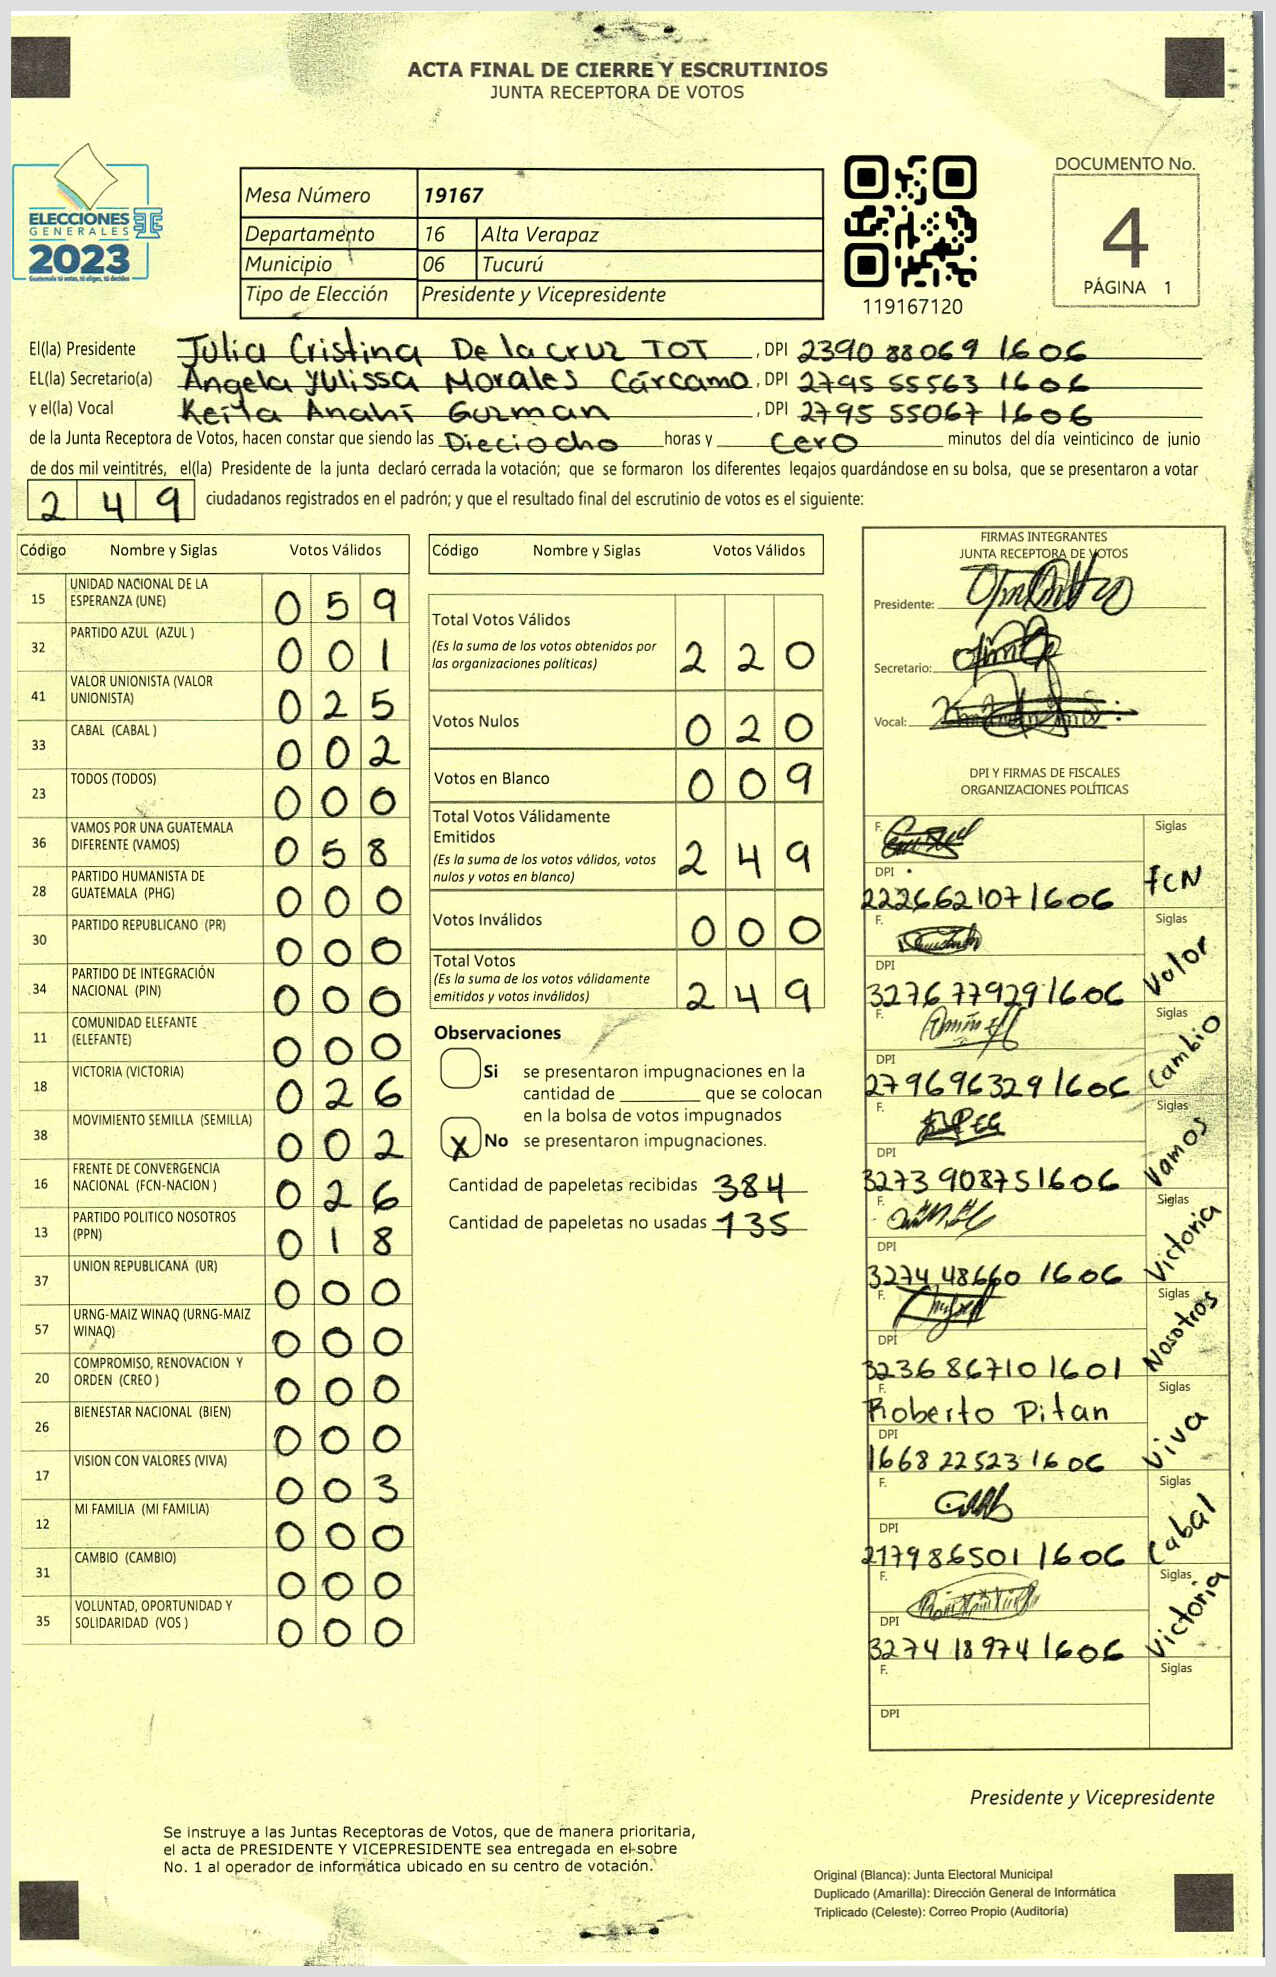 ACTA FINAL DE CIERRE Y ESCRUTINIOS
JUNTA RECEPTORA DE VOTOS
ELECCIONES
GENERALES
2023
Guatemala tú votas, tú eliges, tú decides
Mesa Número 19167
Departamento 16 Alta Verapaz
Municipio 06 Tucurú
Tipo de Elección Presidente y Vicepresidente
119167120
DOCUMENTO No.
4
PÁGINA 1
El(la) Presidente Julia Cristina De la cruz TOT , DPI 2390 88069 1606
EL(la) Secretario(a) Angela Yulissa Morales Cárcamo , DPI 2795 55563 1606
y el(la) Vocal Keila Anahí Guzman , DPI 2795 55067 1606
de la Junta Receptora de Votos, hacen constar que siendo las Dieciocho horas y Cero minutos del día veinticinco de junio
de dos mil veintitrés, el(la) Presidente de la junta declaró cerrada la votación; que se formaron los diferentes legajos guardándose en su bolsa, que se presentaron a votar
2 4 9 ciudadanos registrados en el padrón; y que el resultado final del escrutinio de votos es el siguiente:
Código Nombre y Siglas Votos Válidos
15 UNIDAD NACIONAL DE LA ESPERANZA (UNE) 0 5 9
32 PARTIDO AZUL (AZUL ) 0 0 1
41 VALOR UNIONISTA (VALOR UNIONISTA) 0 2 5
33 CABAL (CABAL ) 0 0 2
23 TODOS (TODOS) 0 0 0
36 VAMOS POR UNA GUATEMALA DIFERENTE (VAMOS) 0 5 8
28 PARTIDO HUMANISTA DE GUATEMALA (PHG) 0 0 0
30 PARTIDO REPUBLICANO (PR) 0 0 0
34 PARTIDO DE INTEGRACIÓN NACIONAL (PIN) 0 0 0
11 COMUNIDAD ELEFANTE (ELEFANTE) 0 0 0
18 VICTORIA (VICTORIA) 0 2 6
38 MOVIMIENTO SEMILLA (SEMILLA) 0 0 2
16 FRENTE DE CONVERGENCIA NACIONAL (FCN-NACION ) 0 2 6
13 PARTIDO POLITICO NOSOTROS (PPN) 0 1 8
37 UNION REPUBLICANA (UR) 0 0 0
57 URNG-MAIZ WINAQ (URNG-MAIZ WINAQ) 0 0 0
20 COMPROMISO, RENOVACION Y ORDEN (CREO ) 0 0 0
26 BIENESTAR NACIONAL (BIEN) 0 0 0
17 VISION CON VALORES (VIVA) 0 0 3
12 MI FAMILIA (MI FAMILIA) 0 0 0
31 CAMBIO (CAMBIO) 0 0 0
35 VOLUNTAD, OPORTUNIDAD Y SOLIDARIDAD (VOS ) 0 0 0
Código Nombre y Siglas Votos Válidos
Total Votos Válidos
(Es la suma de los votos obtenidos por
las organizaciones políticas) 2 2 0
Votos Nulos 0 2 0
Votos en Blanco 0 0 9
Total Votos Válidamente
Emitidos
(Es la suma de los votos válidos, votos
nulos y votos en blanco) 2 4 9
Votos Inválidos 0 0 0
Total Votos
(Es la suma de los votos válidamente
emitidos y votos inválidos) 2 4 9
Observaciones
Si se presentaron impugnaciones en la
cantidad de ________ que se colocan
en la bolsa de votos impugnados
X No se presentaron impugnaciones.
Cantidad de papeletas recibidas 384
Cantidad de papeletas no usadas 135
FIRMAS INTEGRANTES
JUNTA RECEPTORA DE VOTOS
Presidente:
Secretario:
Vocal:
DPI Y FIRMAS DE FISCALES
ORGANIZACIONES POLÍTICAS
F. Siglas
DPI FCN
222662107 1606
F. Siglas
DPI Valor
3276 77929 1606
F. Siglas
DPI Cambio
279696329 1606
F. Siglas
DPI Vamos
3273 90875 1606
F. Siglas
DPI Victoria
3274 48660 1606
F. Siglas
DPI Nosotros
3236 86710 1601
F. Roberto Pitan Siglas
DPI Viva
1668 22523 1606
F. Siglas
DPI Cabal
2179 86501 1606
F. Siglas
DPI Victoria
3274 18974 1606
F. Siglas
DPI
Presidente y Vicepresidente
Se instruye a las Juntas Receptoras de Votos, que de manera prioritaria,
el acta de PRESIDENTE Y VICEPRESIDENTE sea entregada en el sobre
No. 1 al operador de informática ubicado en su centro de votación.
Original (Blanca): Junta Electoral Municipal
Duplicado (Amarilla): Dirección General de Informática
Triplicado (Celeste): Correo Propio (Auditoría)